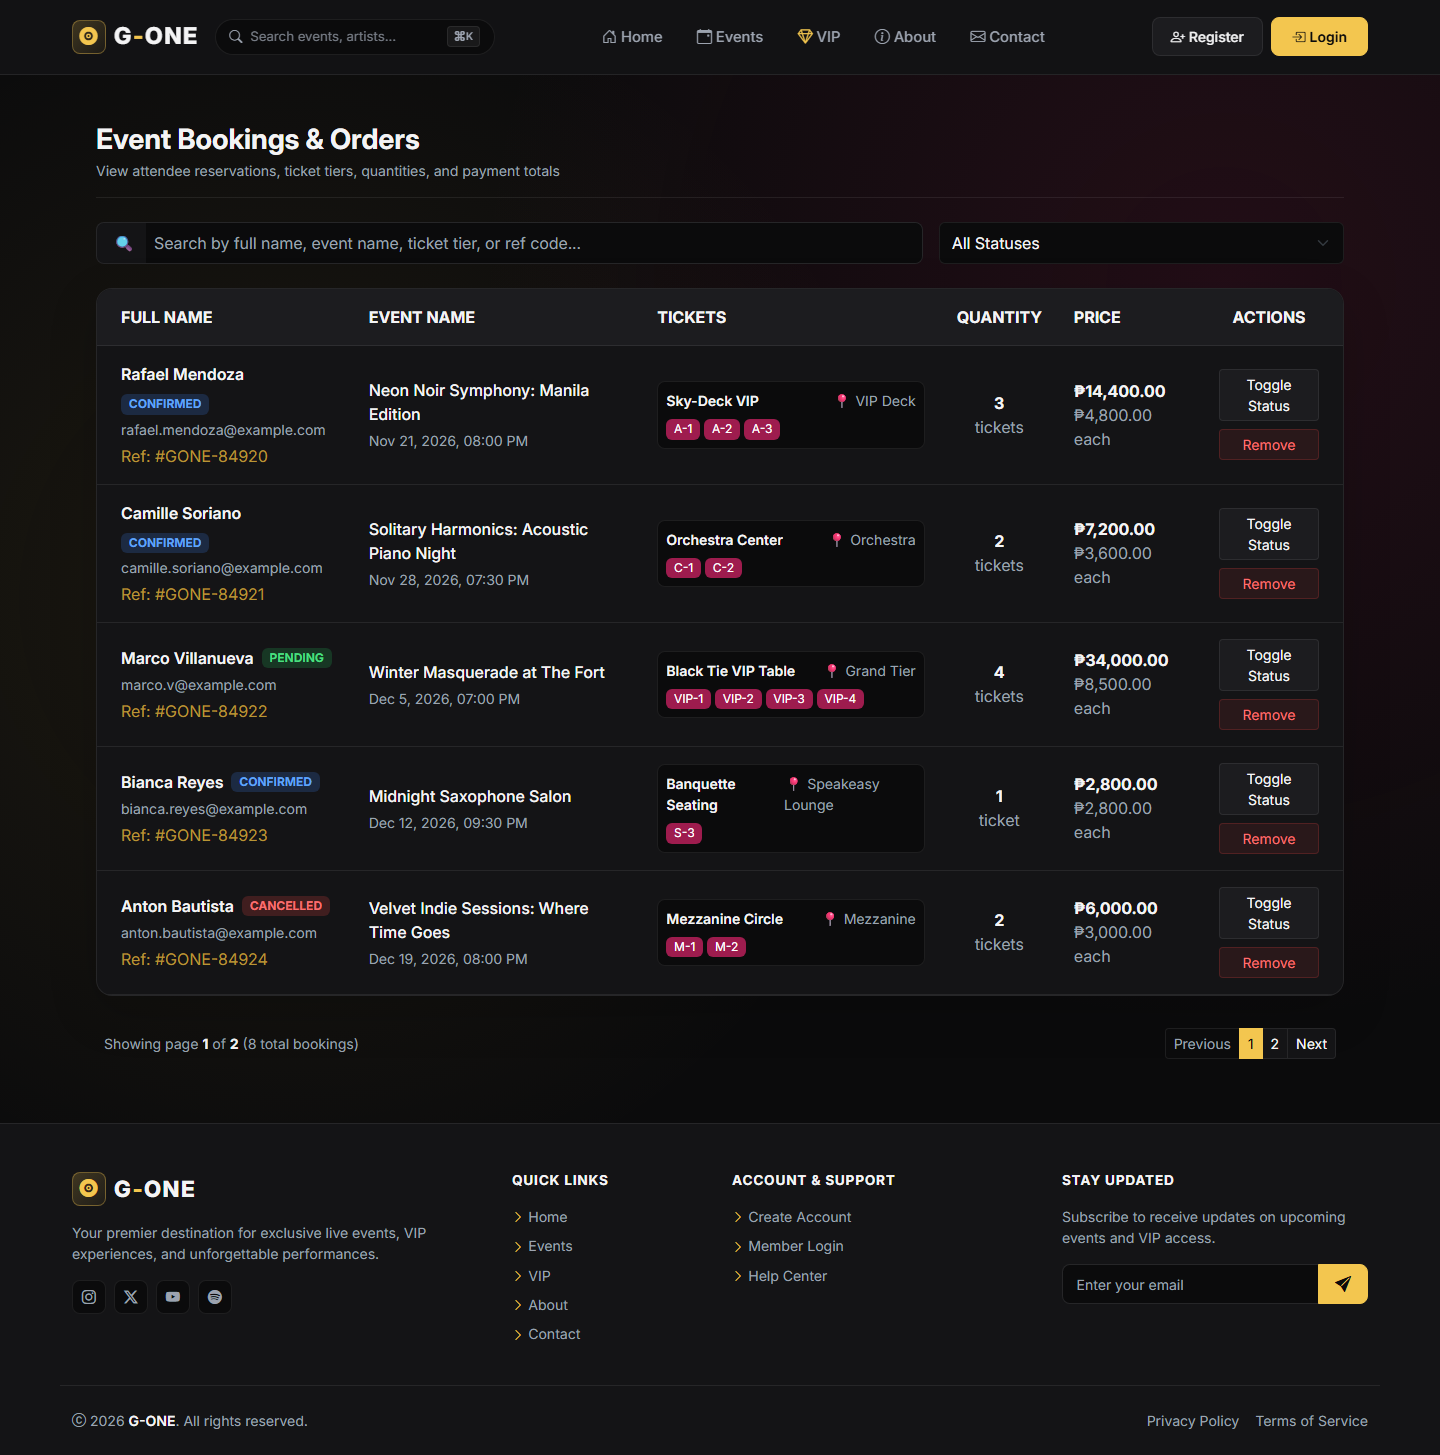 G-ONE
Search events, artists...
⌘K
Home
Events
VIP
About
Contact
Register
Login
Event Bookings & Orders
View attendee reservations, ticket tiers, quantities, and payment totals
Search by full name, event name, ticket tier, or ref code...
All Statuses
FULL NAME
EVENT NAME
TICKETS
QUANTITY
PRICE
ACTIONS
Rafael Mendoza
CONFIRMED
rafael.mendoza@example.com
Ref: #GONE-84920
Neon Noir Symphony: Manila
Edition
Nov 21, 2026, 08:00 PM
Sky-Deck VIP
VIP Deck
A-1 A-2 A-3
3
tickets
₱14,400.00
₱4,800.00
each
Toggle
Status
Remove
Camille Soriano
CONFIRMED
camille.soriano@example.com
Ref: #GONE-84921
Solitary Harmonics: Acoustic
Piano Night
Nov 28, 2026, 07:30 PM
Orchestra Center
Orchestra
C-1 C-2
2
tickets
₱7,200.00
₱3,600.00
each
Toggle
Status
Remove
Marco Villanueva PENDING
marco.v@example.com
Ref: #GONE-84922
Winter Masquerade at The Fort
Dec 5, 2026, 07:00 PM
Black Tie VIP Table
Grand Tier
VIP-1 VIP-2 VIP-3 VIP-4
4
tickets
₱34,000.00
₱8,500.00
each
Toggle
Status
Remove
Bianca Reyes CONFIRMED
bianca.reyes@example.com
Ref: #GONE-84923
Midnight Saxophone Salon
Dec 12, 2026, 09:30 PM
Banquette
Seating
Speakeasy
Lounge
S-3
1
ticket
₱2,800.00
₱2,800.00
each
Toggle
Status
Remove
Anton Bautista CANCELLED
anton.bautista@example.com
Ref: #GONE-84924
Velvet Indie Sessions: Where
Time Goes
Dec 19, 2026, 08:00 PM
Mezzanine Circle
Mezzanine
M-1 M-2
2
tickets
₱6,000.00
₱3,000.00
each
Toggle
Status
Remove
Showing page 1 of 2 (8 total bookings)
Previous 1 2 Next
G-ONE
Your premier destination for exclusive live events, VIP
experiences, and unforgettable performances.
QUICK LINKS
Home
Events
VIP
About
Contact
ACCOUNT & SUPPORT
Create Account
Member Login
Help Center
STAY UPDATED
Subscribe to receive updates on upcoming
events and VIP access.
Enter your email
© 2026 G-ONE. All rights reserved.
Privacy Policy
Terms of Service